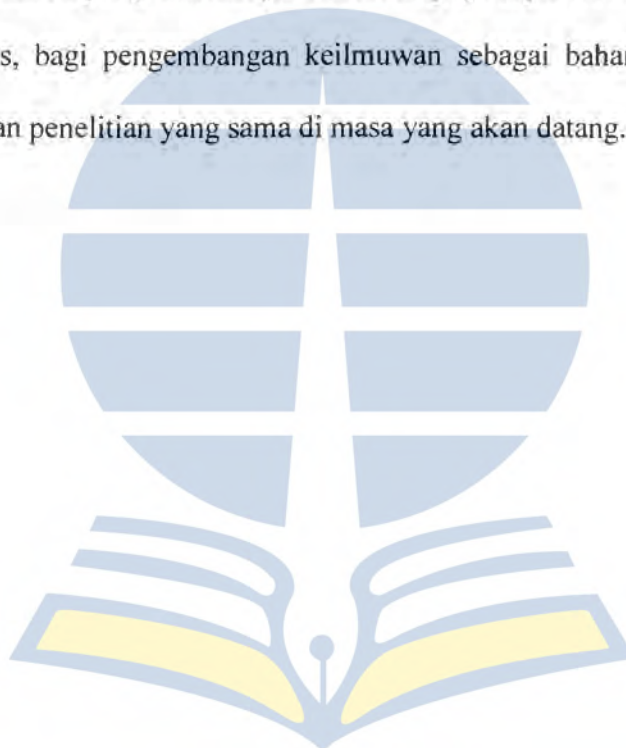 s, bagi pengembangan keilmuwan sebagai bahan
an penelitian yang sama di masa yang akan datang.